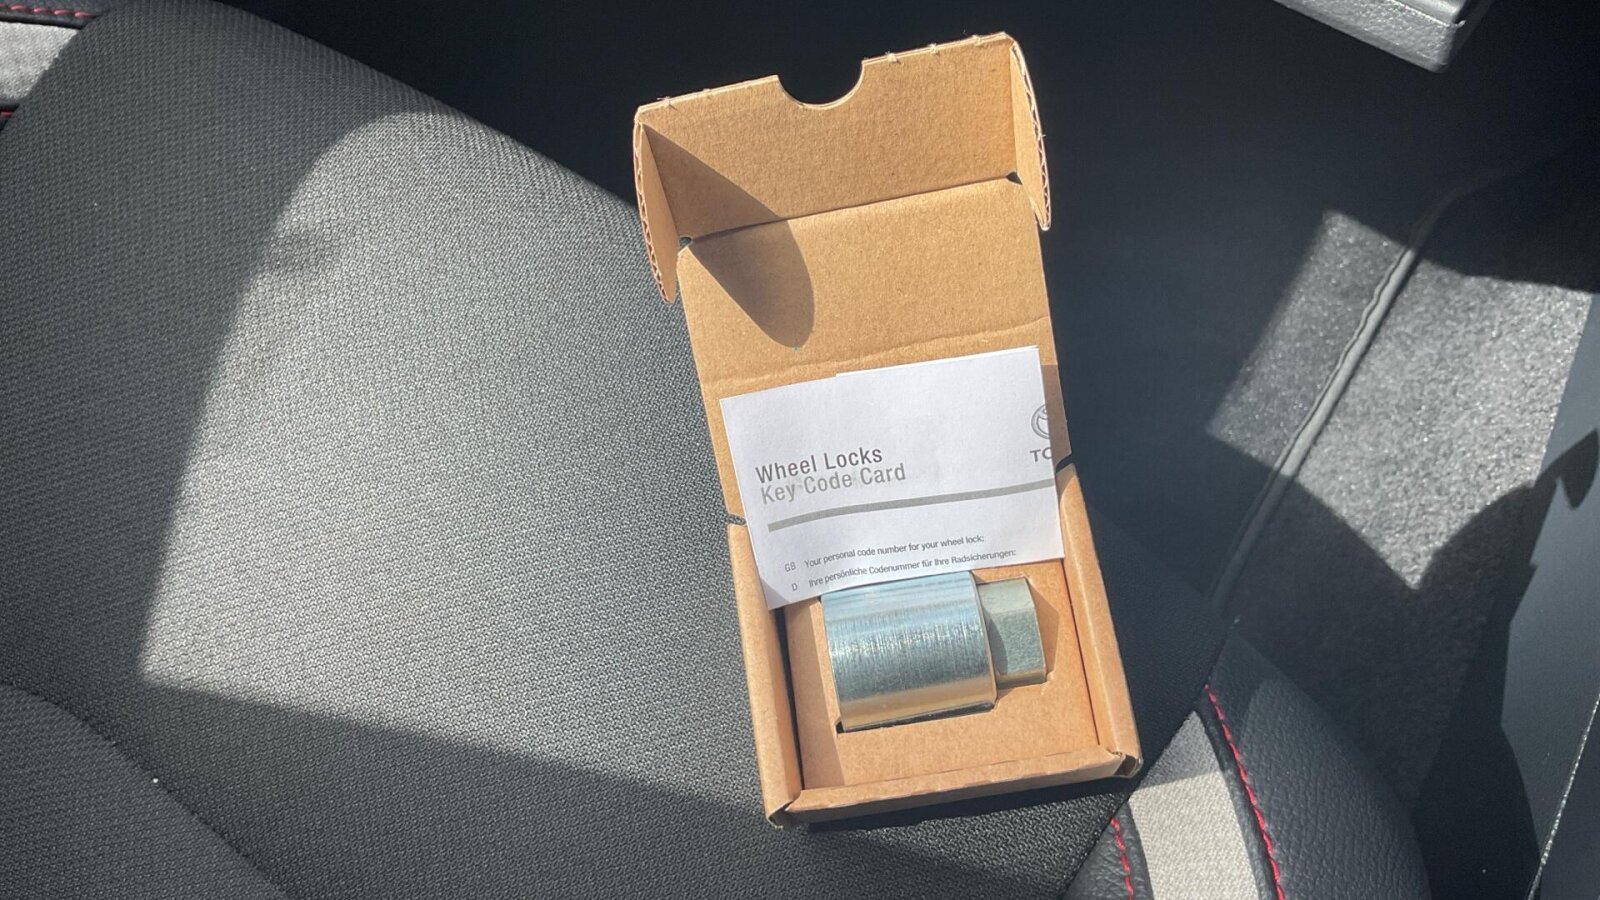 Wheel Locks
Key Code Card
TO
GB Your personal code number for your wheel lock:
D Ihre persönliche Codenummer für Ihre Radsicherungen: